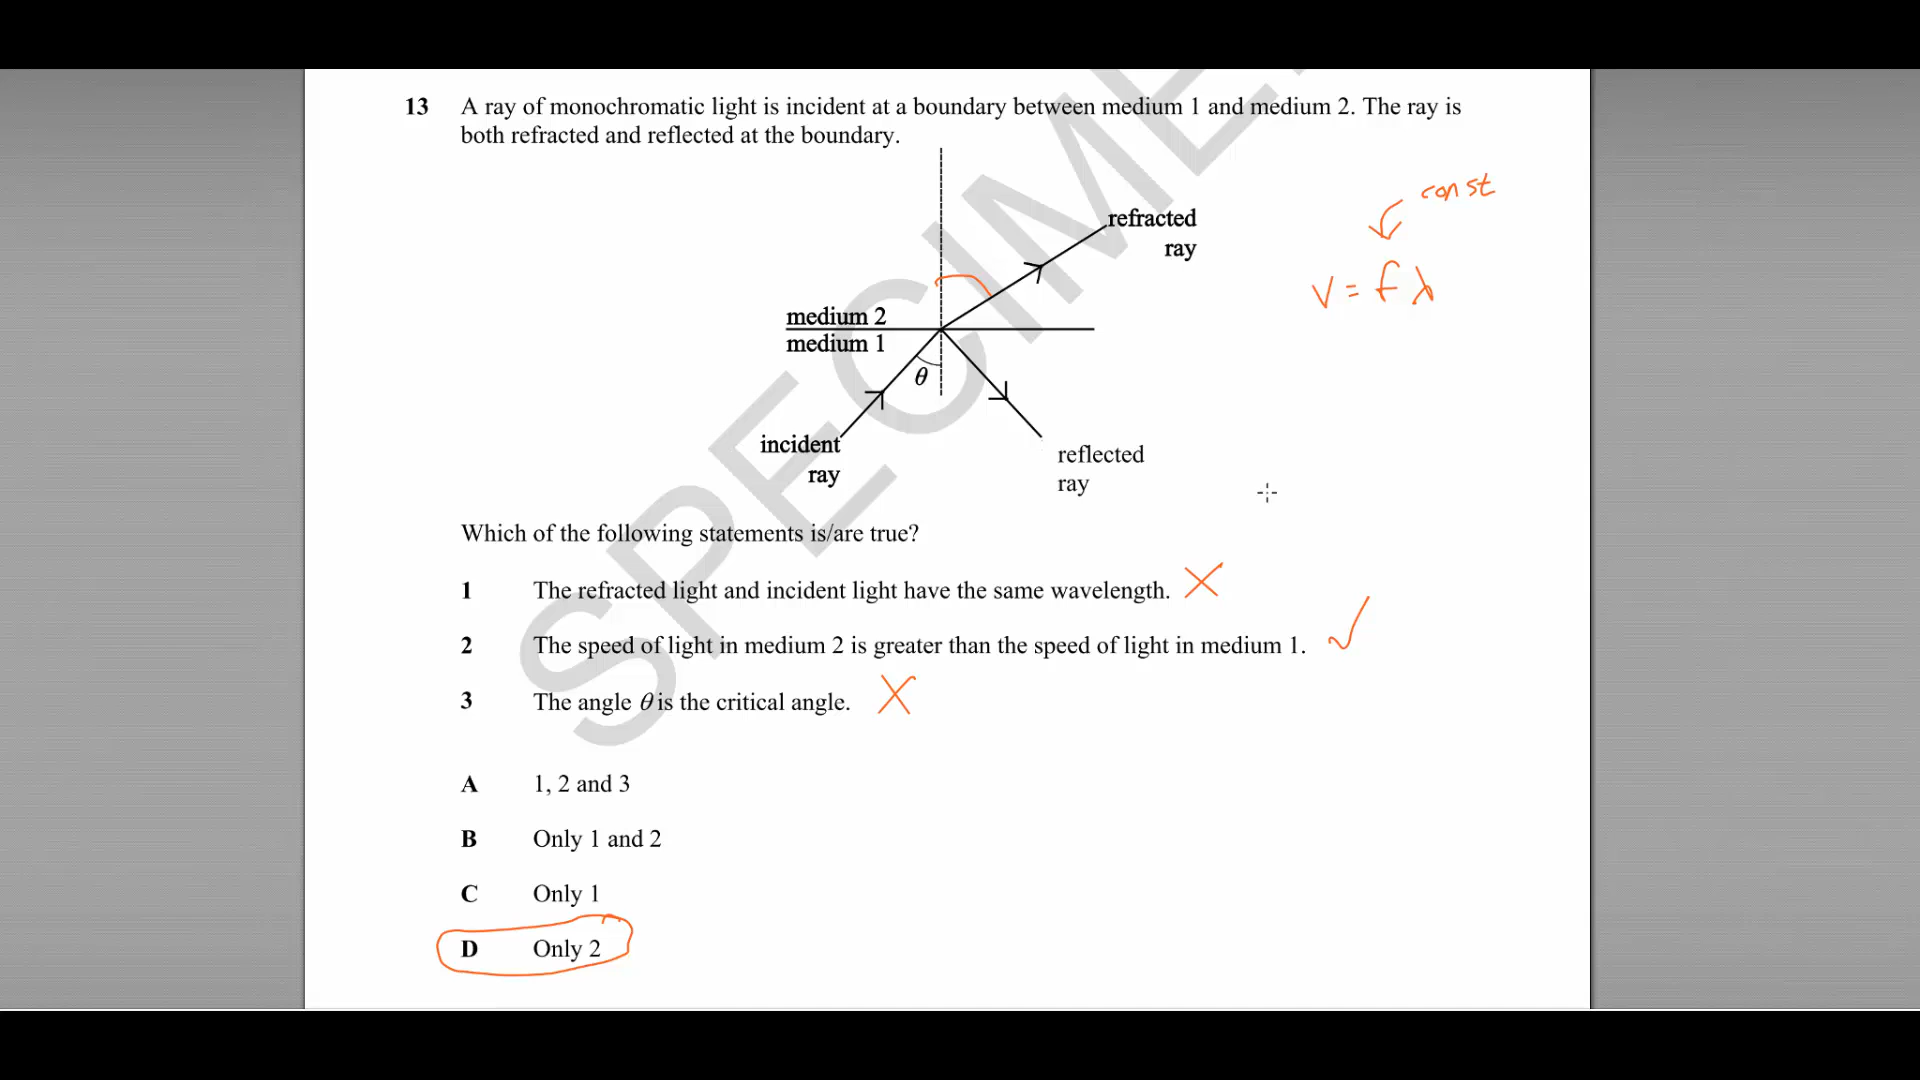 13 A ray of monochromatic light is incident at a boundary between medium 1 and medium 2. The ray is
both refracted and reflected at the boundary.
const
refracted
ray
v = fλ
medium 2
medium 1
θ
incident
ray
reflected
ray
SPECIME
Which of the following statements is/are true?
1 The refracted light and incident light have the same wavelength.
2 The speed of light in medium 2 is greater than the speed of light in medium 1.
3 The angle θ is the critical angle.
A 1, 2 and 3
B Only 1 and 2
C Only 1
D Only 2